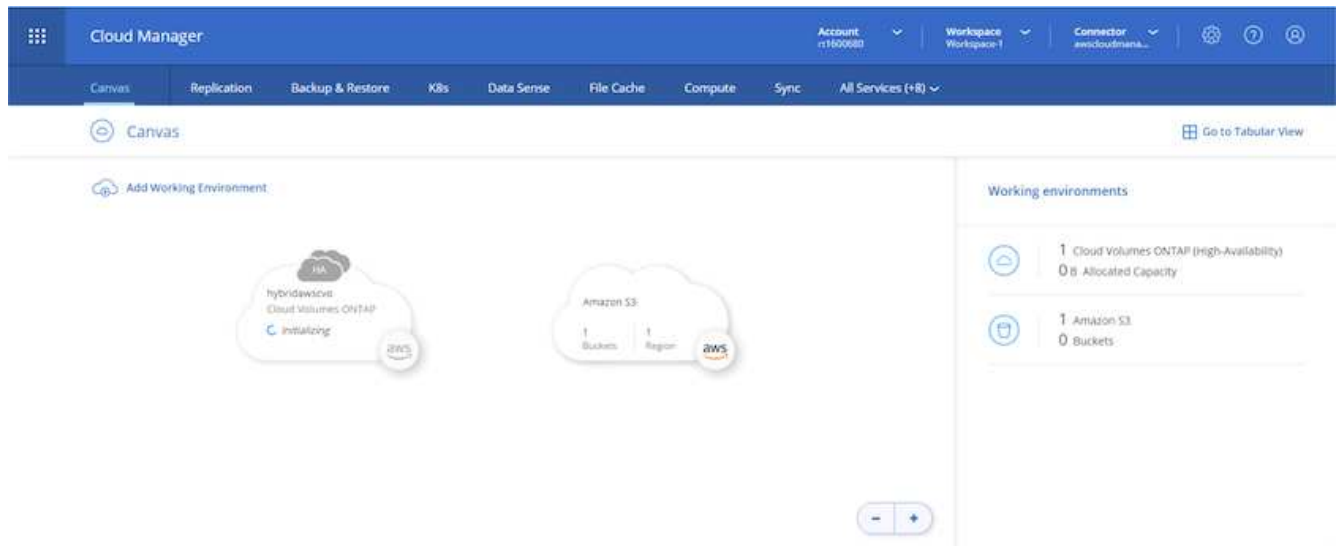 Cloud Manager
Account
rt1600680
Workspace
Workspace-1
Connector
awscloudmana...
Canvas
Replication
Backup & Restore
K8s
Data Sense
File Cache
Compute
Sync
All Services (+8)
Canvas
Go to Tabular View
Add Working Environment
Working environments
HA
hybridawscvo
Cloud Volumes ONTAP
Initializing
aws
Amazon S3
1
Buckets
1
Region
aws
1 Cloud Volumes ONTAP (High-Availability)
0 B Allocated Capacity
1 Amazon S3
0 Buckets